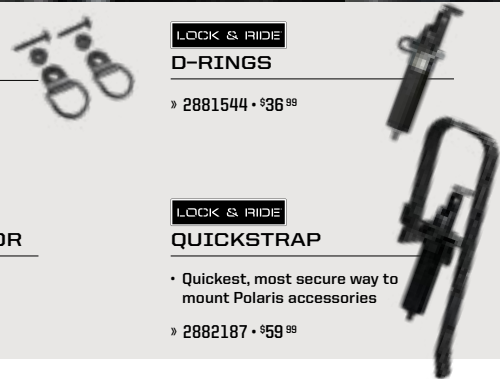 LOCK & RIDE
D-RINGS
» 2881544 • $36 99
OR
LOCK & RIDE
QUICKSTRAP
• Quickest, most secure way to
mount Polaris accessories
» 2882187 • $59 99